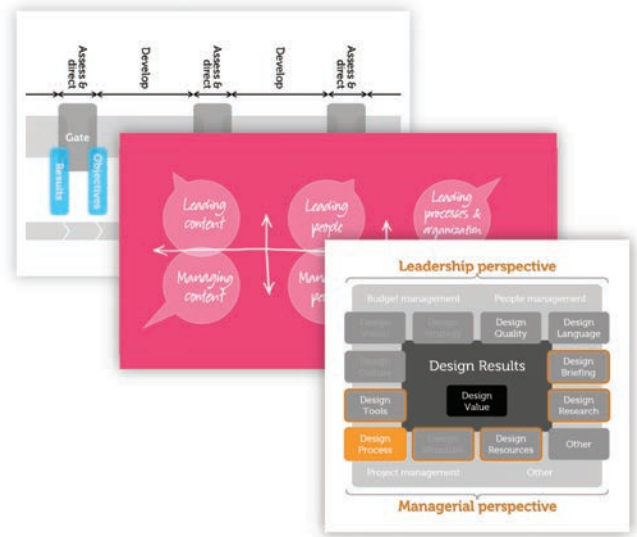 Assess &
direct
Develop
Assess &
direct
Develop
Assess &
direct
Gate
Results
Objectives
Leading
content
Leading
people
Leading
processes &
organization
Managing
content
Leadership perspective
Budget management
People management
Design
Quality
Design
Language
Design
Design Results
Design
Briefing
Design
Tools
Design
Value
Design
Research
Design
Process
Design
Resources
Other
Project management
Other
Managerial perspective